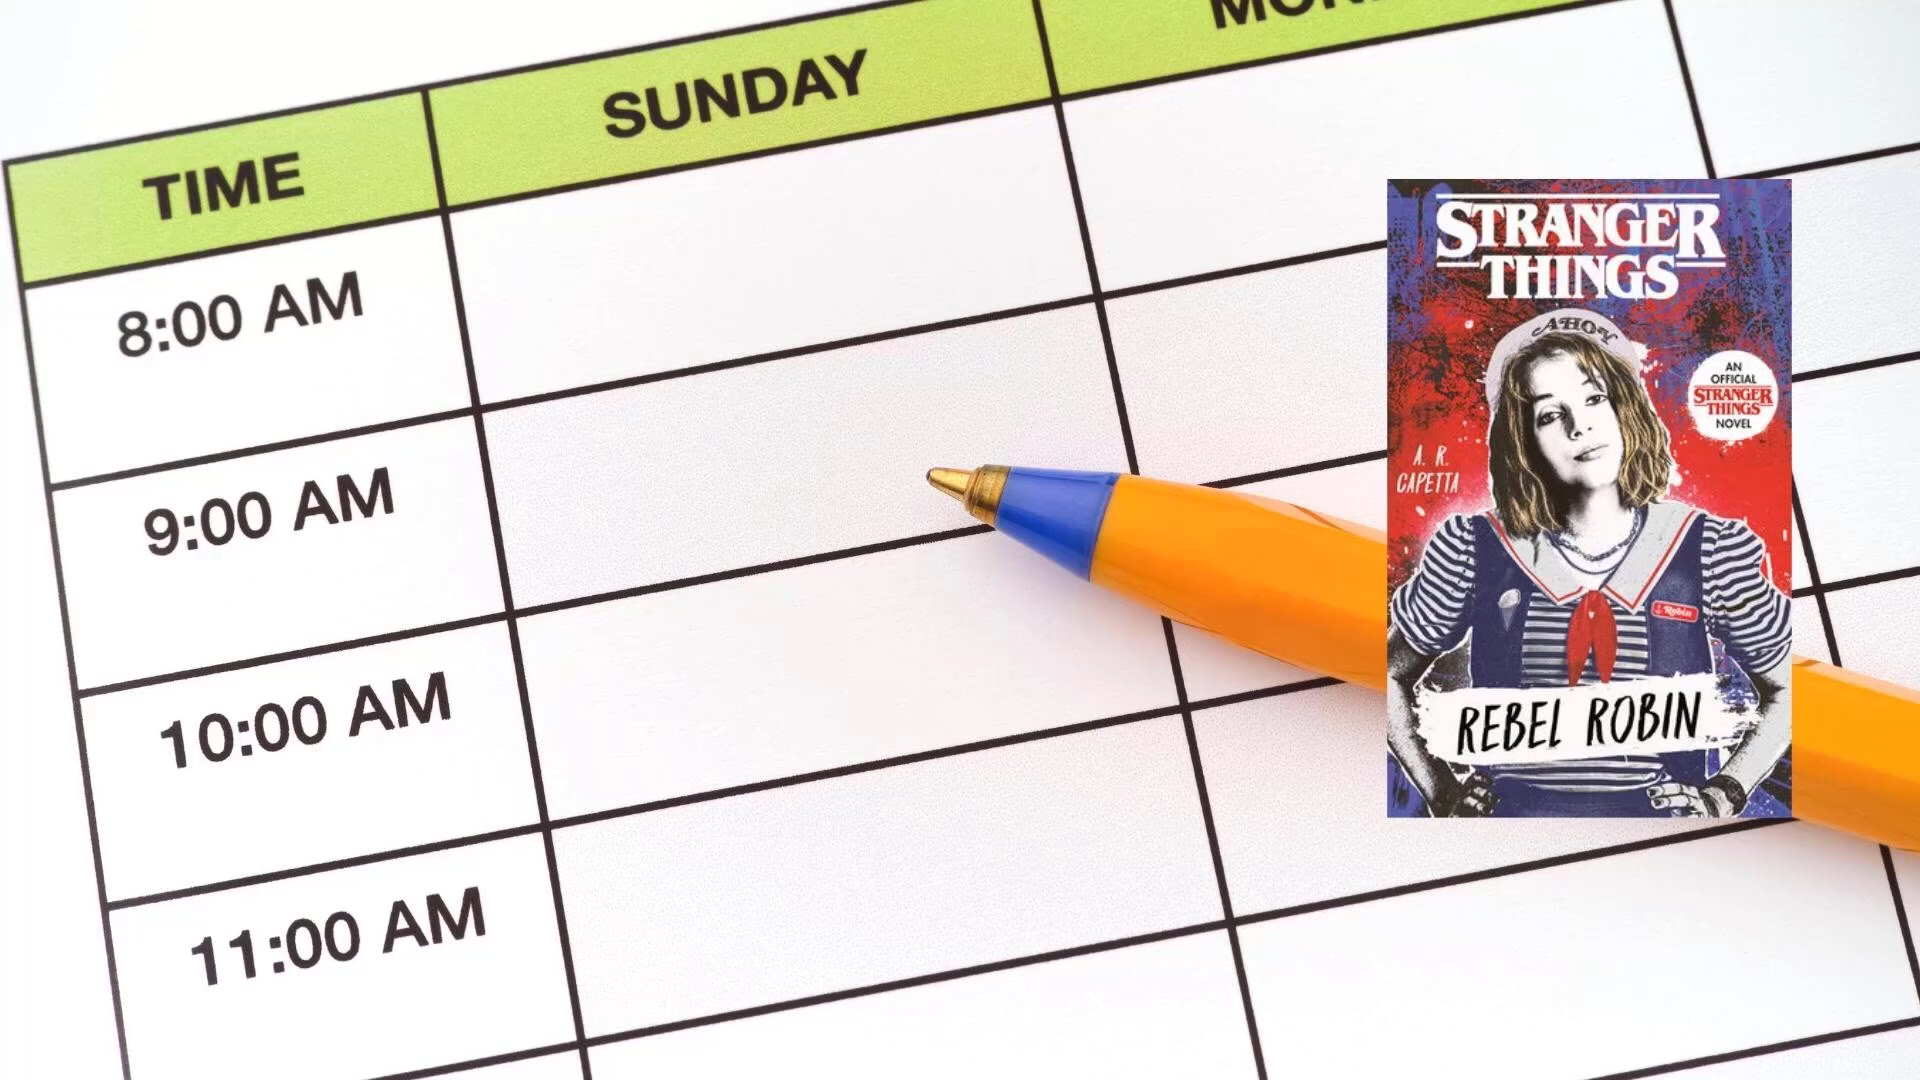 TIME
SUNDAY
8:00 AM
9:00 AM
10:00 AM
11:00 AM
STRANGER
THINGS
AHOY
AN
OFFICIAL
STRANGER
THINGS
NOVEL
A. R.
CAPETTA
Robin
REBEL ROBIN